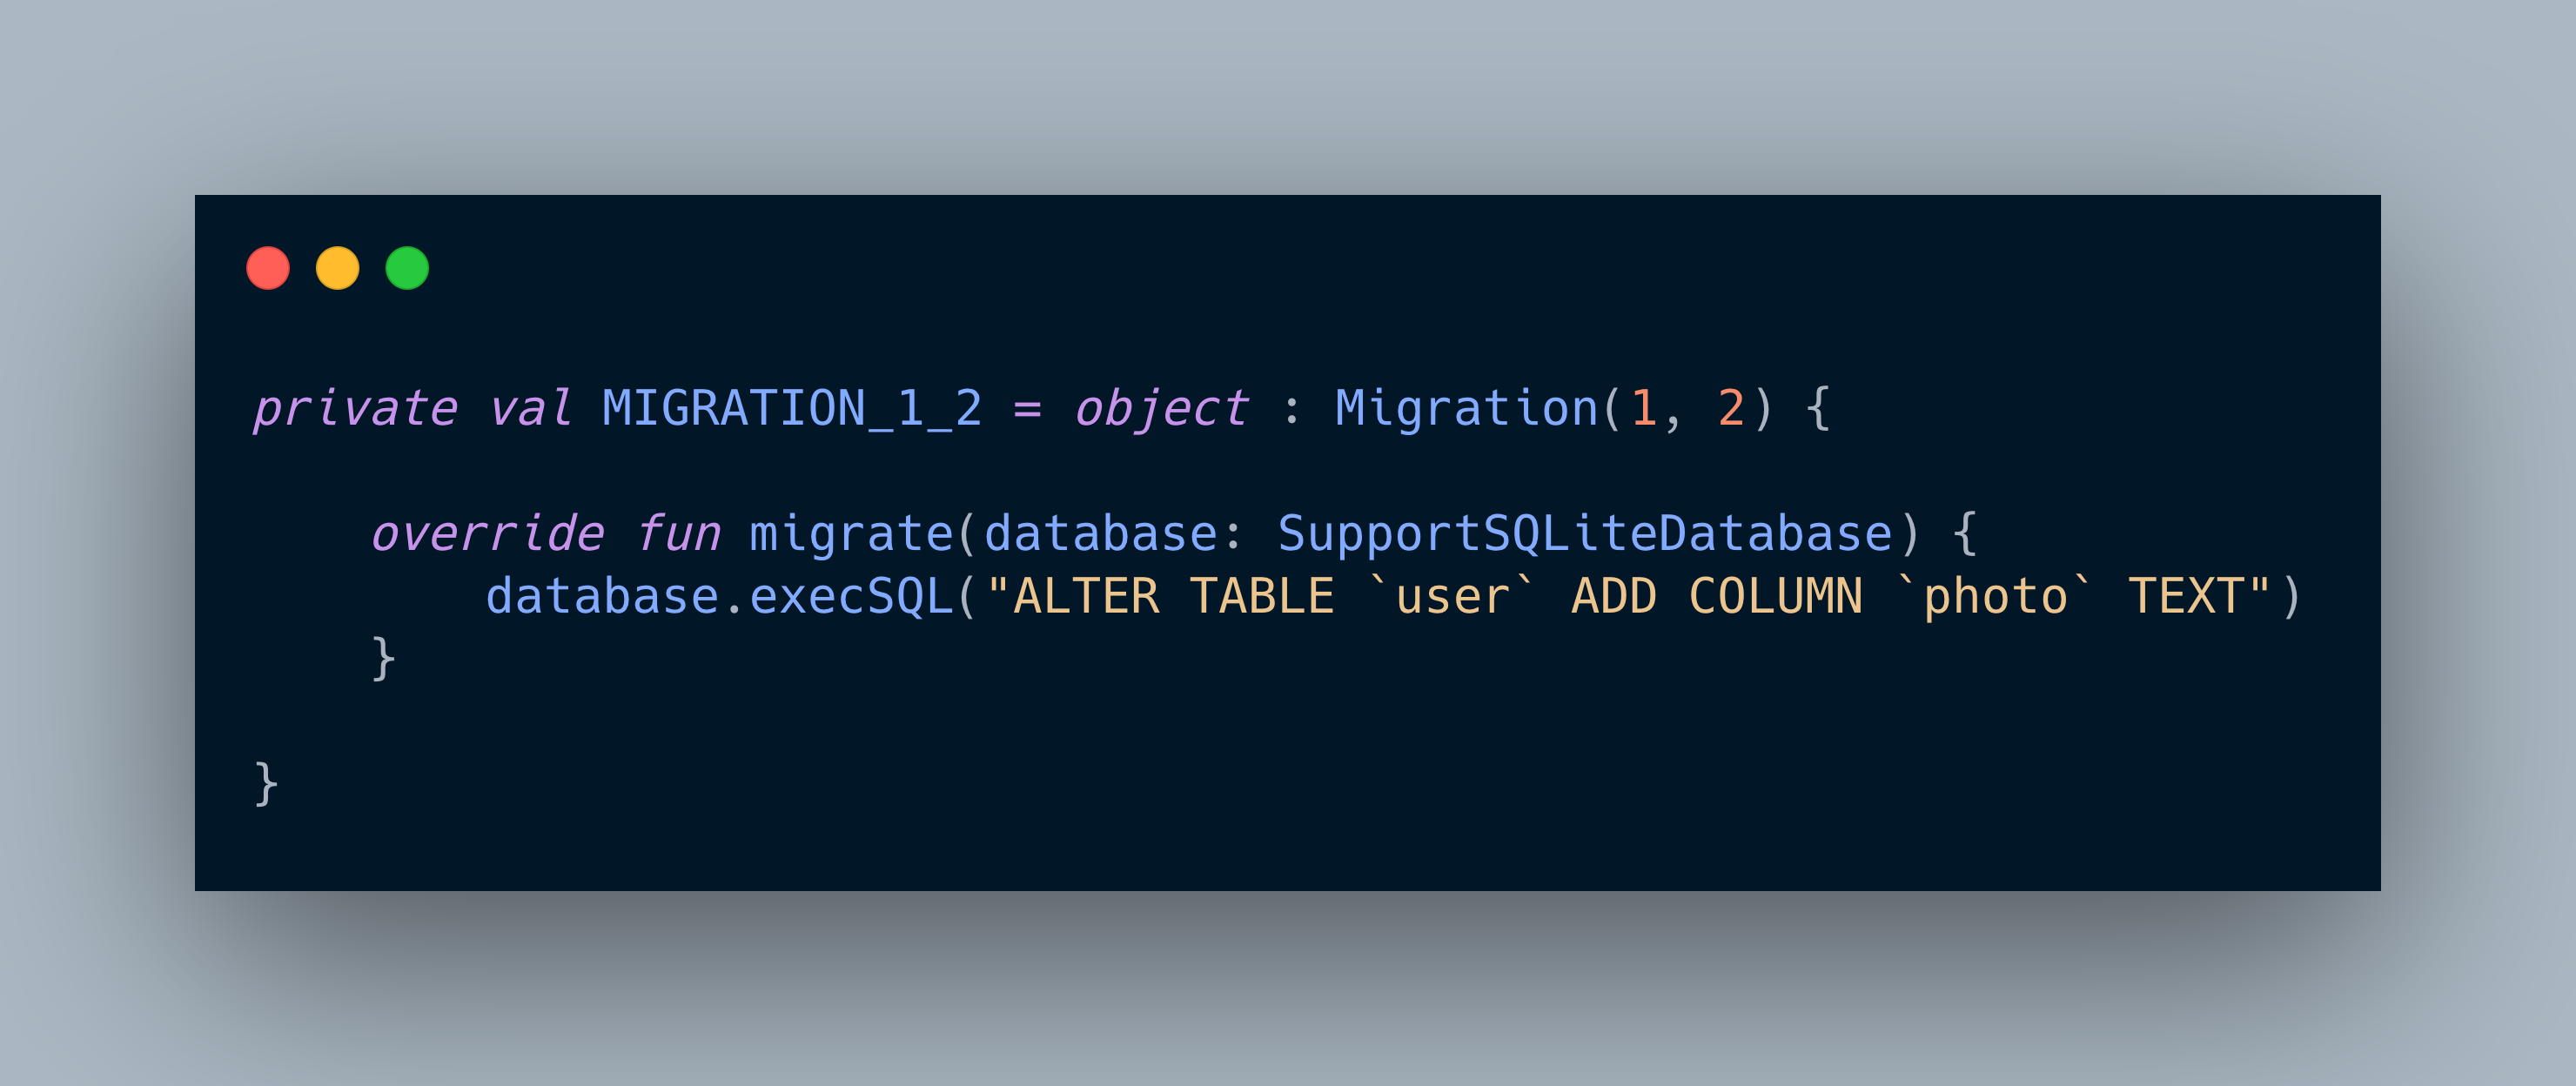 private val MIGRATION_1_2 = object : Migration(1, 2) {
    override fun migrate(database: SupportSQLiteDatabase) {
        database.execSQL("ALTER TABLE `user` ADD COLUMN `photo` TEXT")
    }
}